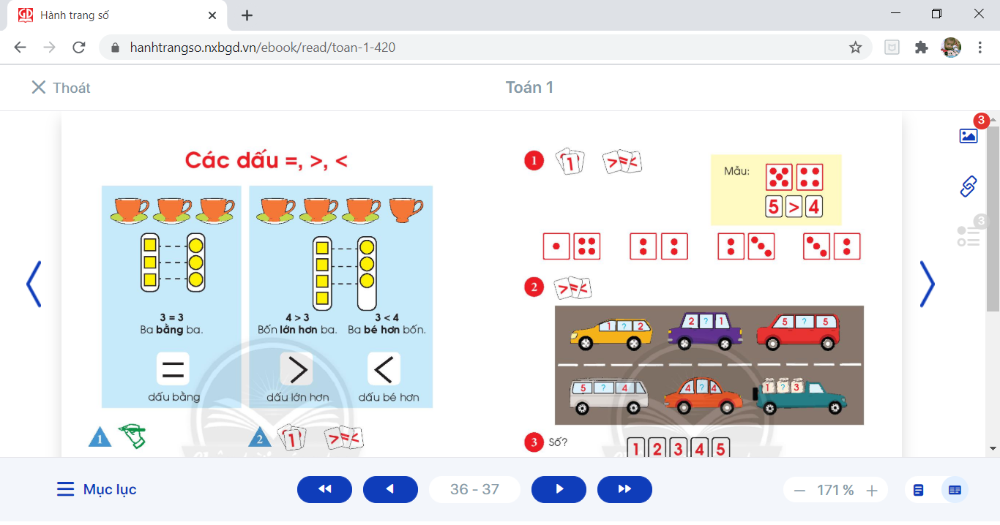 Hành trang số
hanhtrangso.nxbgd.vn/ebook/read/toan-1-420
Thoát
Toán 1
3
3
Các dấu =, >, <
3 = 3
Ba bằng ba.
4 > 3
Bốn lớn hơn ba.
3 < 4
Ba bé hơn bốn.
=
dấu bằng
>
dấu lớn hơn
<
dấu bé hơn
1
2
1
> = <
1
1
> = <
Mẫu:
5 > 4
2
> = <
1 ? 2
2 ? 1
5 ? 5
5 ? 4
4 ? 4
1 ? 3
3 Số?
1 2 3 4 5
Mục lục
36 - 37
171 %